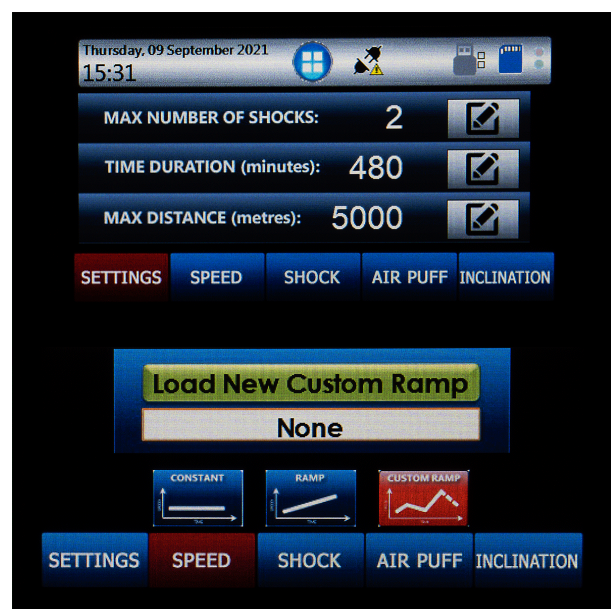 Thursday, 09 September 2021
15:31
MAX NUMBER OF SHOCKS: 2
TIME DURATION (minutes): 480
MAX DISTANCE (metres): 5000
SETTINGS SPEED SHOCK AIR PUFF INCLINATION
Load New Custom Ramp
None
CONSTANT RAMP CUSTOM RAMP
SETTINGS SPEED SHOCK AIR PUFF INCLINATION